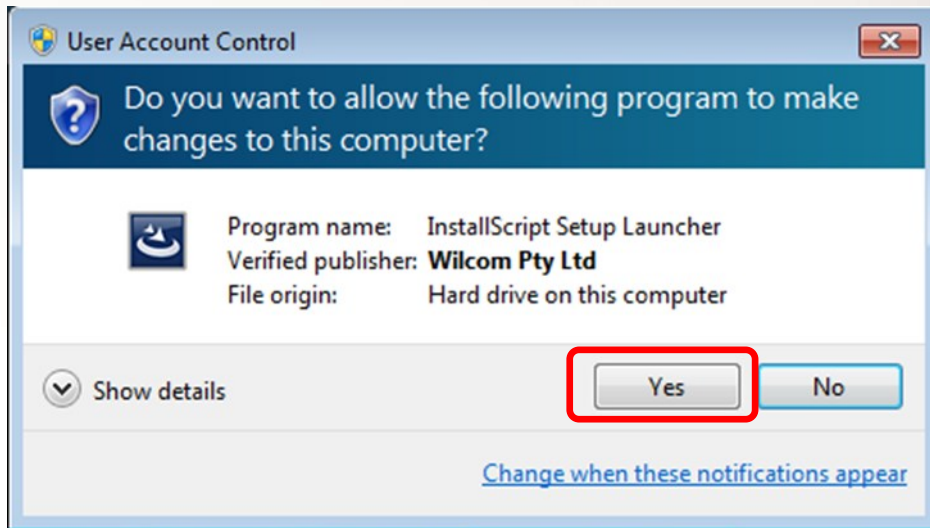 User Account Control
Do you want to allow the following program to make
changes to this computer?
Program name: InstallScript Setup Launcher
Verified publisher: Wilcom Pty Ltd
File origin: Hard drive on this computer
Show details
Yes
No
Change when these notifications appear